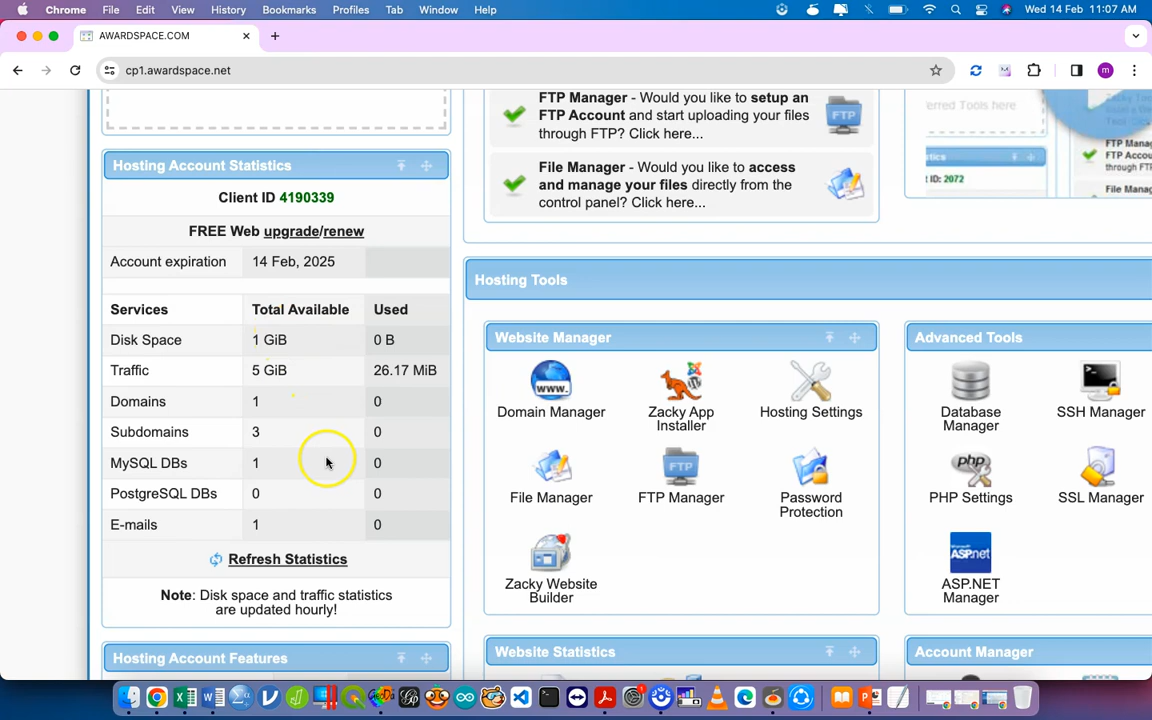 Chrome File Edit View History Bookmarks Profiles Tab Window Help Wed 14 Feb 11:07 AM
AWARDSPACE.COM
cp1.awardspace.net
FTP Manager - Would you like to setup an
FTP Account and start uploading your files
through FTP? Click here...
File Manager - Would you like to access
and manage your files directly from the
control panel? Click here...
Hosting Account Statistics
Client ID 4190339
FREE Web upgrade/renew
Account expiration 14 Feb, 2025
Services Total Available Used
Disk Space 1 GiB 0 B
Traffic 5 GiB 26.17 MiB
Domains 1 0
Subdomains 3 0
MySQL DBs 1 0
PostgreSQL DBs 0 0
E-mails 1 0
Refresh Statistics
Note: Disk space and traffic statistics
are updated hourly!
Hosting Account Features
Hosting Tools
Website Manager
WWW.
Domain Manager
Zacky App
Installer
Hosting Settings
File Manager
FTP
FTP Manager
Password
Protection
Zacky Website
Builder
Website Statistics
ID: 2072
Advanced Tools
Database
Manager
SSH Manager
php
PHP Settings
SSL Manager
ASP.net
ASP.NET
Manager
Account Manager